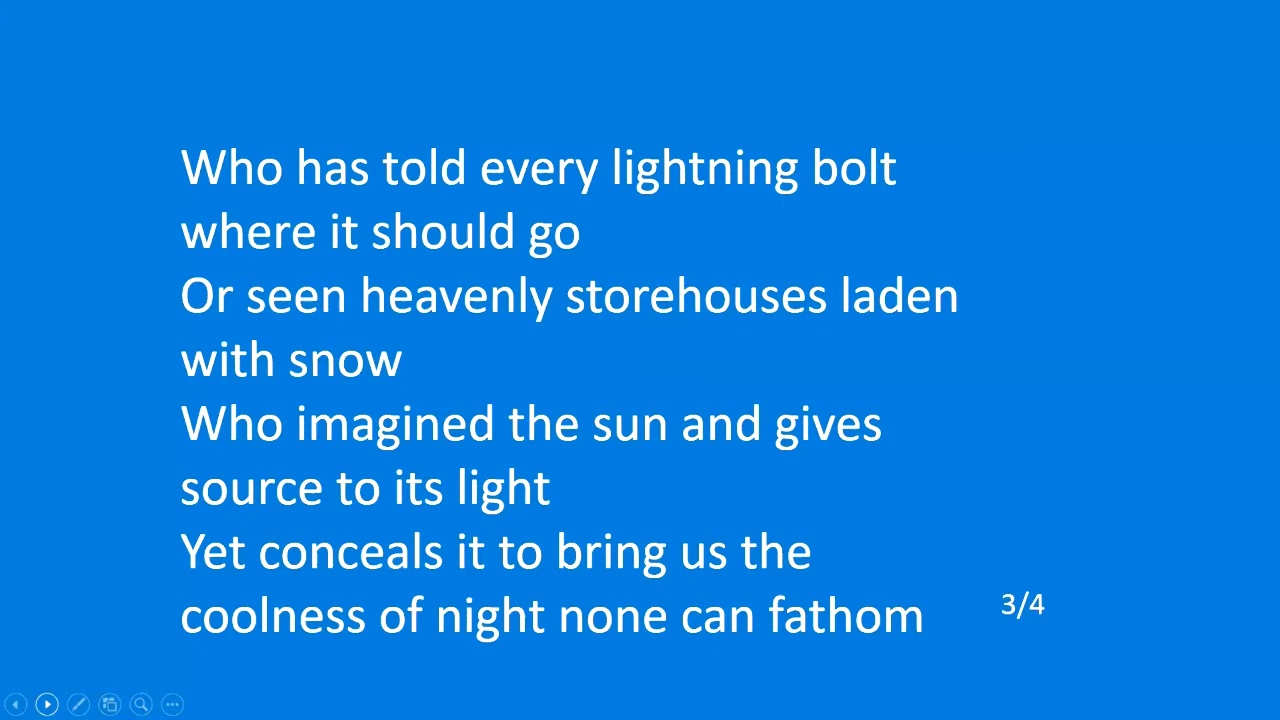 Who has told every lightning bolt
where it should go
Or seen heavenly storehouses laden
with snow
Who imagined the sun and gives
source to its light
Yet conceals it to bring us the
coolness of night none can fathom
3/4